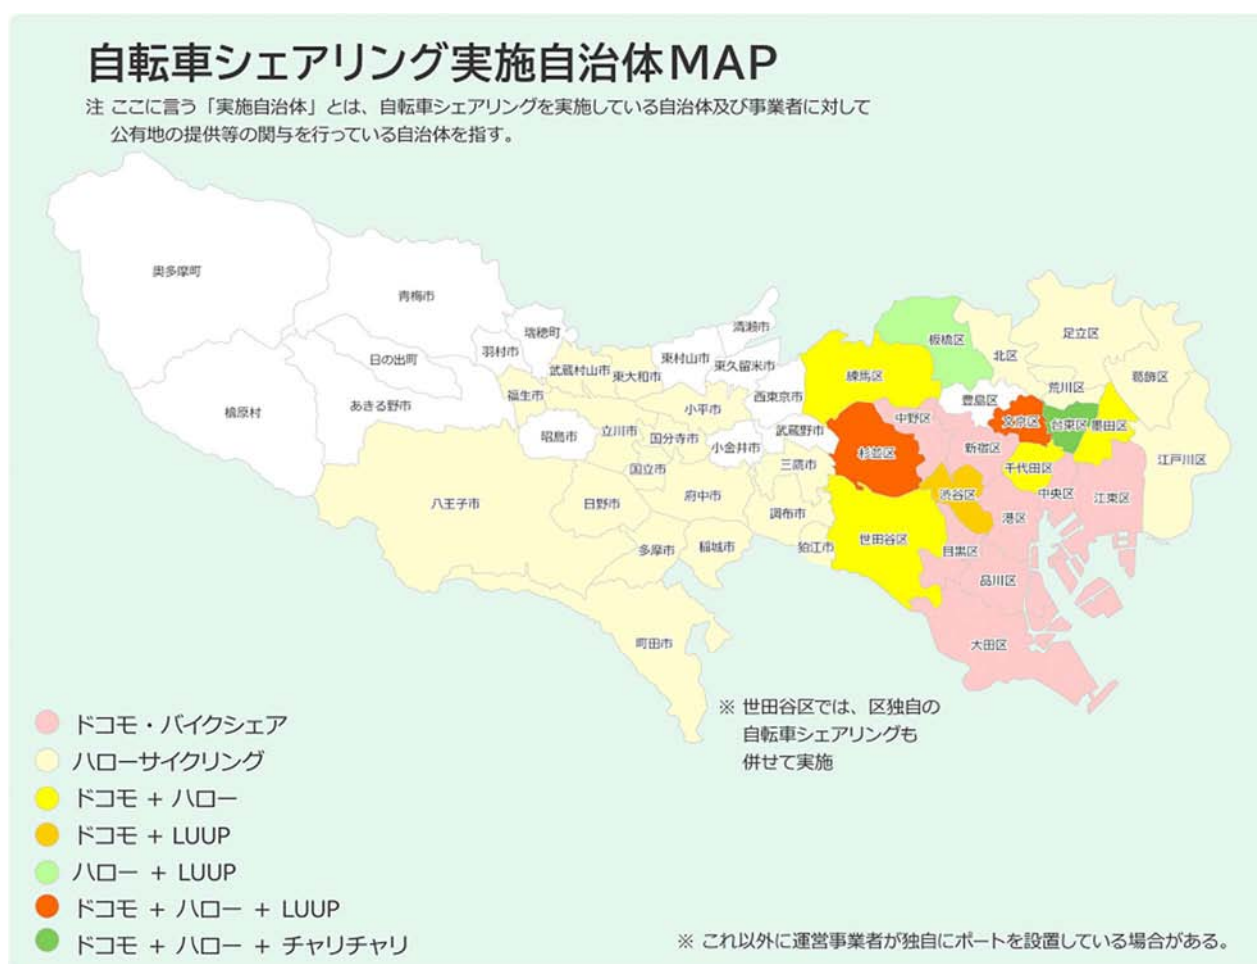 自転車シェアリング実施自治体MAP
注 ここに言う「実施自治体」とは、自転車シェアリングを実施している自治体及び事業者に対して
公有地の提供等の関与を行っている自治体を指す。
奥多摩町
青梅市
瑞穂町
清瀬市
羽村市
日の出町
東村山市
東久留米市
武蔵村山市
東大和市
西東京市
福生市
あきる野市
檜原村
小平市
昭島市
立川市
国分寺市
小金井市
武蔵野市
国立市
三鷹市
八王子市
日野市
府中市
調布市
多摩市
稲城市
狛江市
町田市
足立区
板橋区
北区
葛飾区
練馬区
荒川区
豊島区
中野区
文京区
台東区
墨田区
杉並区
新宿区
江戸川区
千代田区
渋谷区
中央区
江東区
港区
世田谷区
目黒区
品川区
大田区
※ 世田谷区では、区独自の
自転車シェアリングも
併せて実施
ドコモ・バイクシェア
ハローサイクリング
ドコモ + ハロー
ドコモ + LUUP
ハロー + LUUP
ドコモ + ハロー + LUUP
ドコモ + ハロー + チャリチャリ
※ これ以外に運営事業者が独自にポートを設置している場合がある。